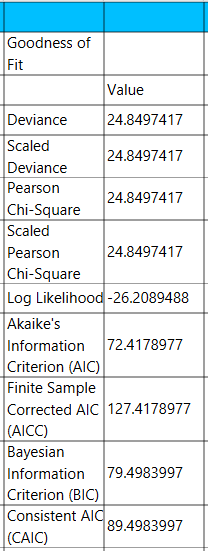 Goodness of
Fit
Value
Deviance 24.8497417
Scaled
Deviance 24.8497417
Pearson
Chi-Square 24.8497417
Scaled
Pearson
Chi-Square 24.8497417
Log Likelihood -26.2089488
Akaike's
Information
Criterion (AIC) 72.4178977
Finite Sample
Corrected AIC
(AICC) 127.4178977
Bayesian
Information
Criterion (BIC) 79.4983997
Consistent AIC
(CAIC) 89.4983997